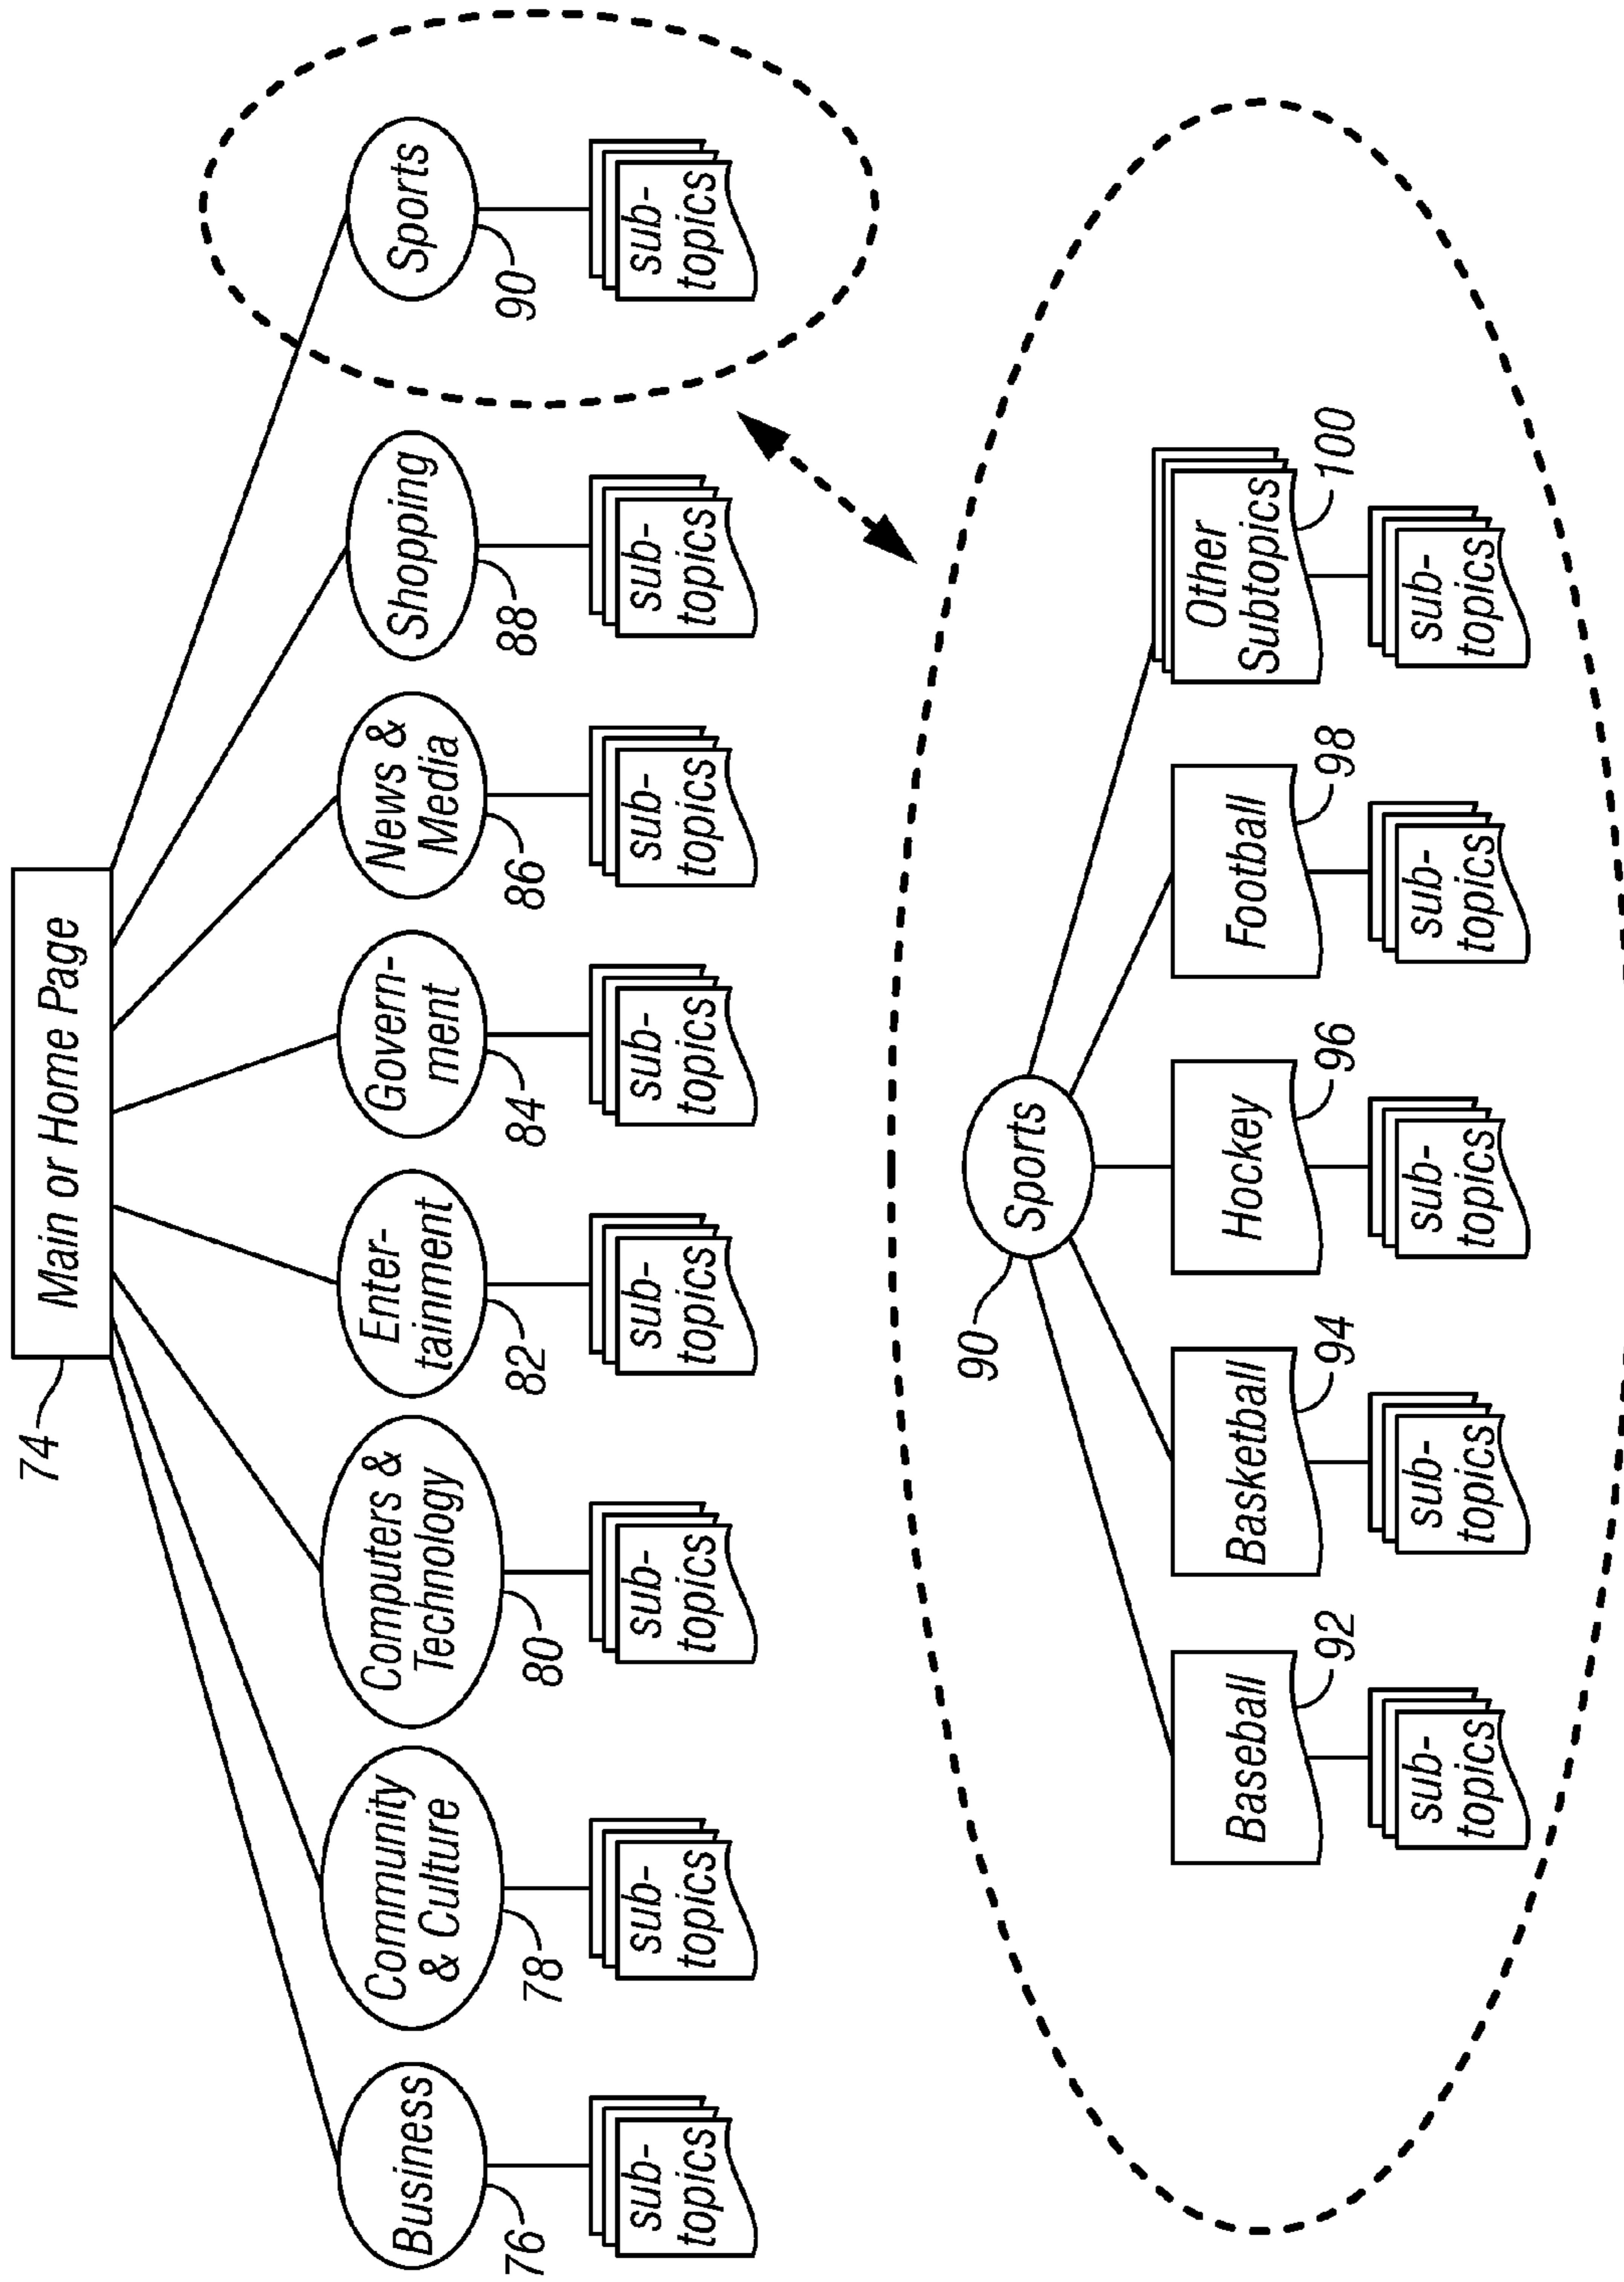 Main or Home Page
74
Business
76
sub-
topics
Community
& Culture
78
sub-
topics
Computers &
Technology
80
sub-
topics
Enter-
tainment
82
sub-
topics
Govern-
ment
84
sub-
topics
News &
Media
86
sub-
topics
Shopping
88
sub-
topics
Sports
90
sub-
topics
Sports
90
Baseball
92
sub-
topics
Basketball
94
sub-
topics
Hockey
96
sub-
topics
Football
98
sub-
topics
Other
Subtopics
100
sub-
topics